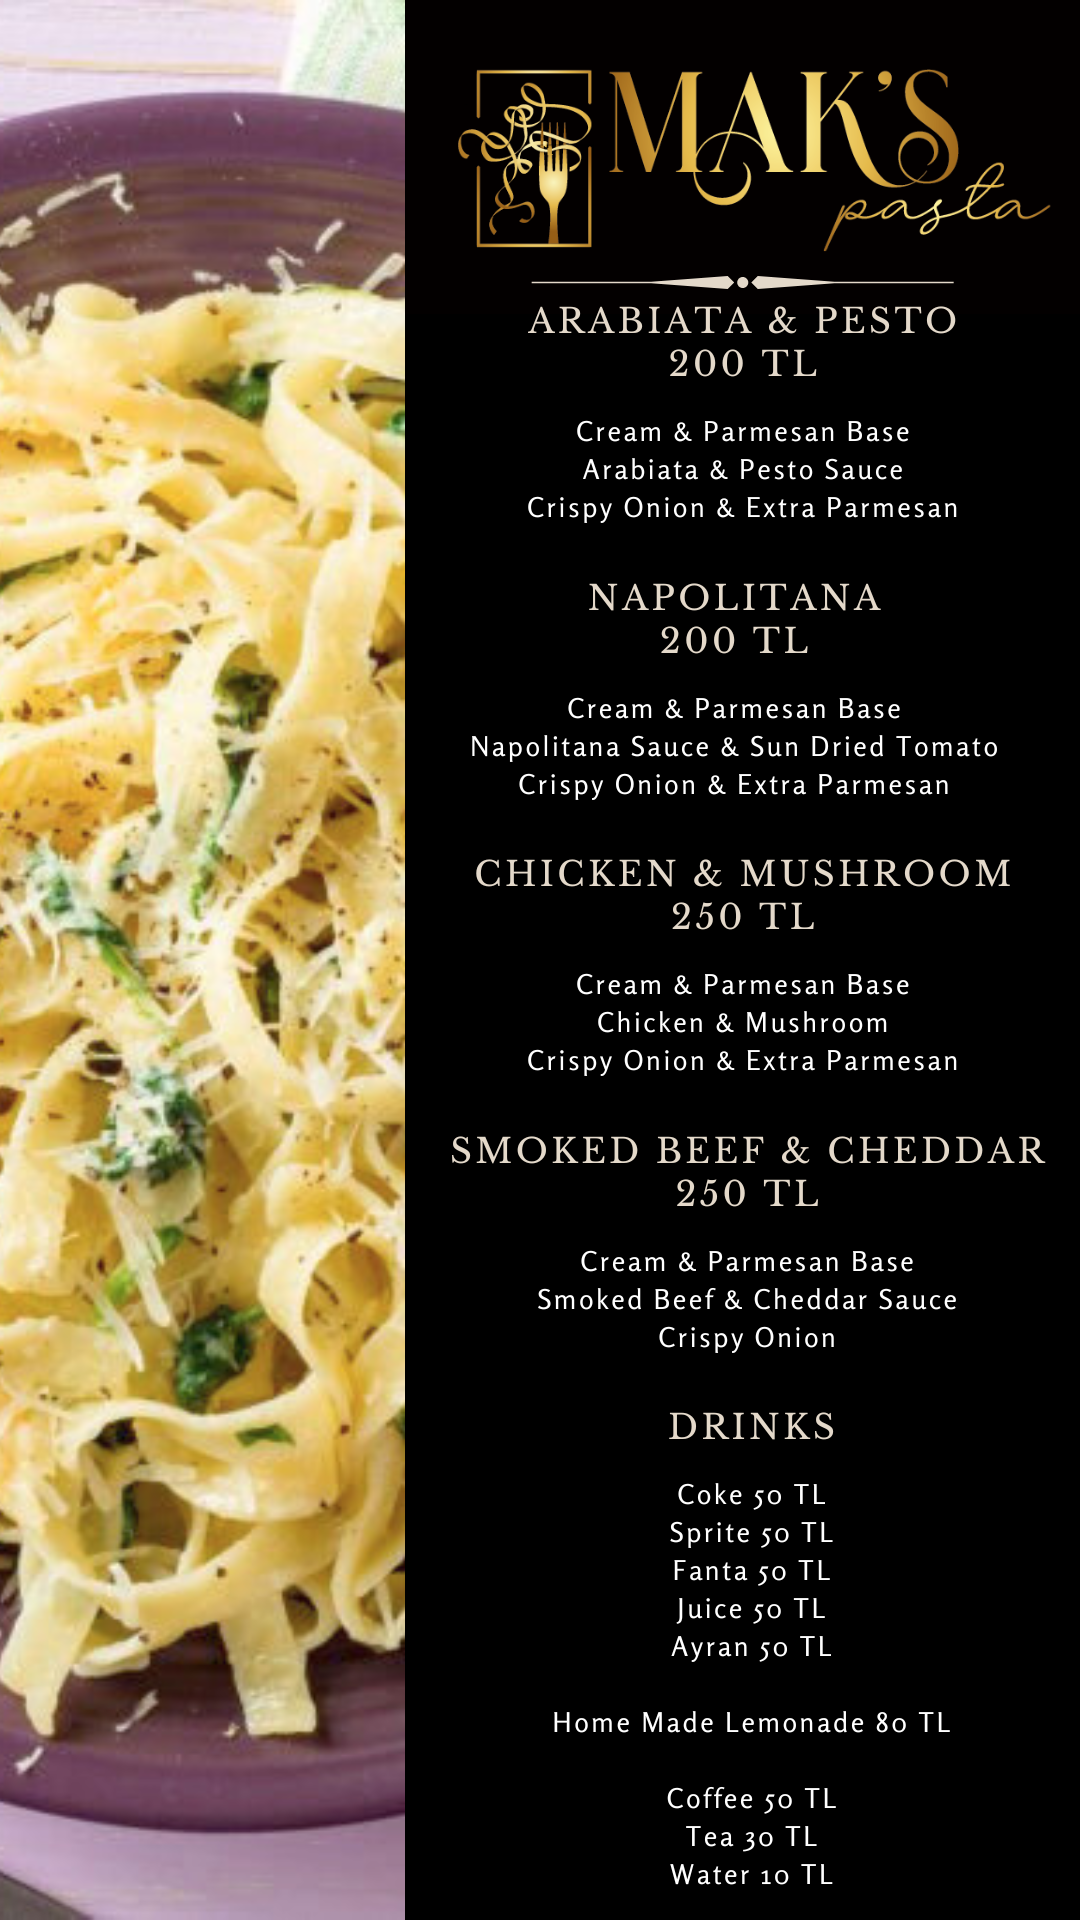 MAK'S
pasta
ARABIATA & PESTO
200 TL
Cream & Parmesan Base
Arabiata & Pesto Sauce
Crispy Onion & Extra Parmesan
NAPOLITANA
200 TL
Cream & Parmesan Base
Napolitana Sauce & Sun Dried Tomato
Crispy Onion & Extra Parmesan
CHICKEN & MUSHROOM
250 TL
Cream & Parmesan Base
Chicken & Mushroom
Crispy Onion & Extra Parmesan
SMOKED BEEF & CHEDDAR
250 TL
Cream & Parmesan Base
Smoked Beef & Cheddar Sauce
Crispy Onion
DRINKS
Coke 50 TL
Sprite 50 TL
Fanta 50 TL
Juice 50 TL
Ayran 50 TL
Home Made Lemonade 80 TL
Coffee 50 TL
Tea 30 TL
Water 10 TL